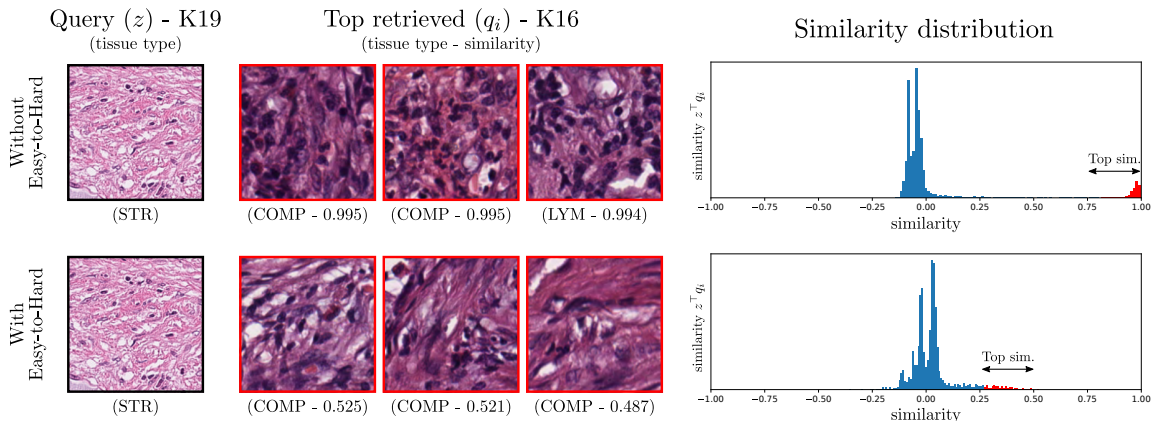 Query (z) - K19
(tissue type)
Top retrieved (qᵢ) - K16
(tissue type - similarity)
Similarity distribution
Without
Easy-to-Hard
(STR)
(COMP - 0.995)
(COMP - 0.995)
(LYM - 0.994)
similarity z⊤qᵢ
Top sim.
−1.00 −0.75 −0.50 −0.25 0.00 0.25 0.50 0.75 1.00
similarity
With
Easy-to-Hard
(STR)
(COMP - 0.525)
(COMP - 0.521)
(COMP - 0.487)
similarity z⊤qᵢ
Top sim.
−1.00 −0.75 −0.50 −0.25 0.00 0.25 0.50 0.75 1.00
similarity